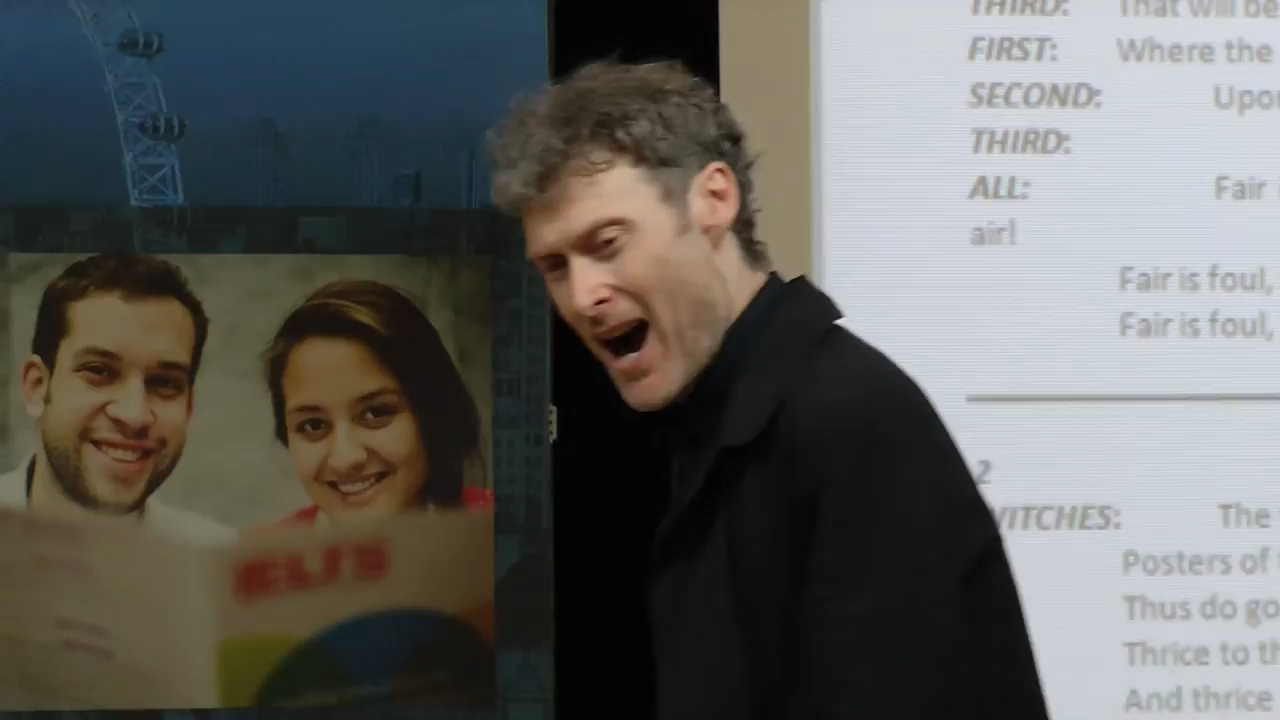 THIRD: That will be
FIRST: Where the
SECOND: Upon
THIRD:
ALL: Fair
air!
Fair is foul,
Fair is foul,
2
WITCHES: The
Posters of
Thus do go
Thrice to th
And thrice
IELTS